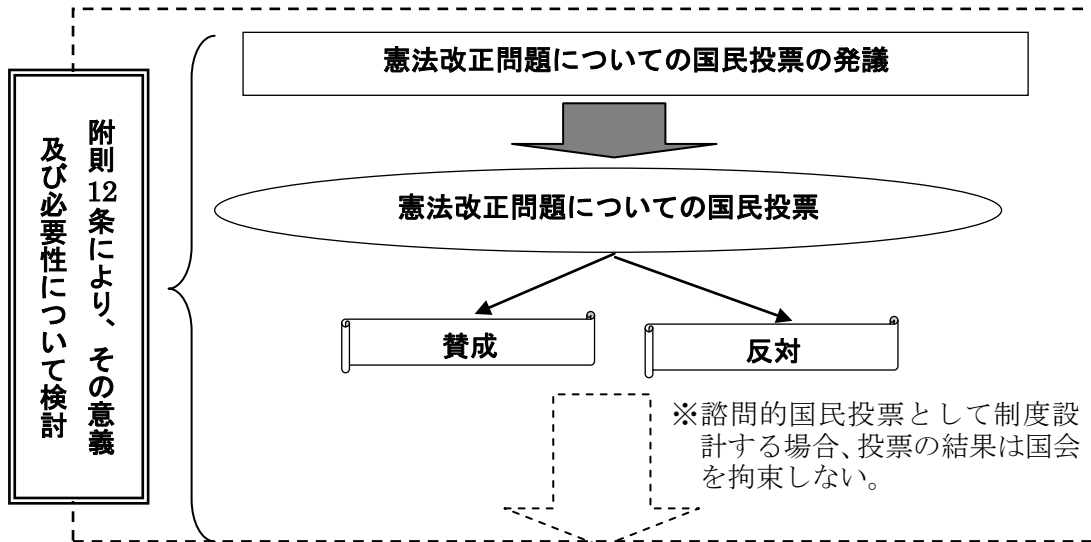 憲法改正問題についての国民投票の発議
附則12条により、その意義
及び必要性について検討
憲法改正問題についての国民投票
賛成
反対
※諮問的国民投票として制度設
計する場合、投票の結果は国会
を拘束しない。